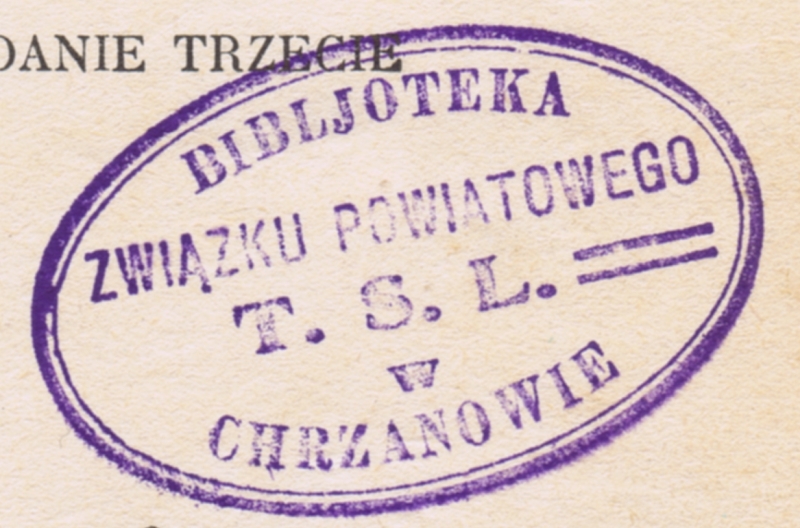 DANIE TRZECIE
BIBLJOTEKA
ZWIĄZKU POWIATOWEGO
T. S. L.
w
CHRZANOWIE